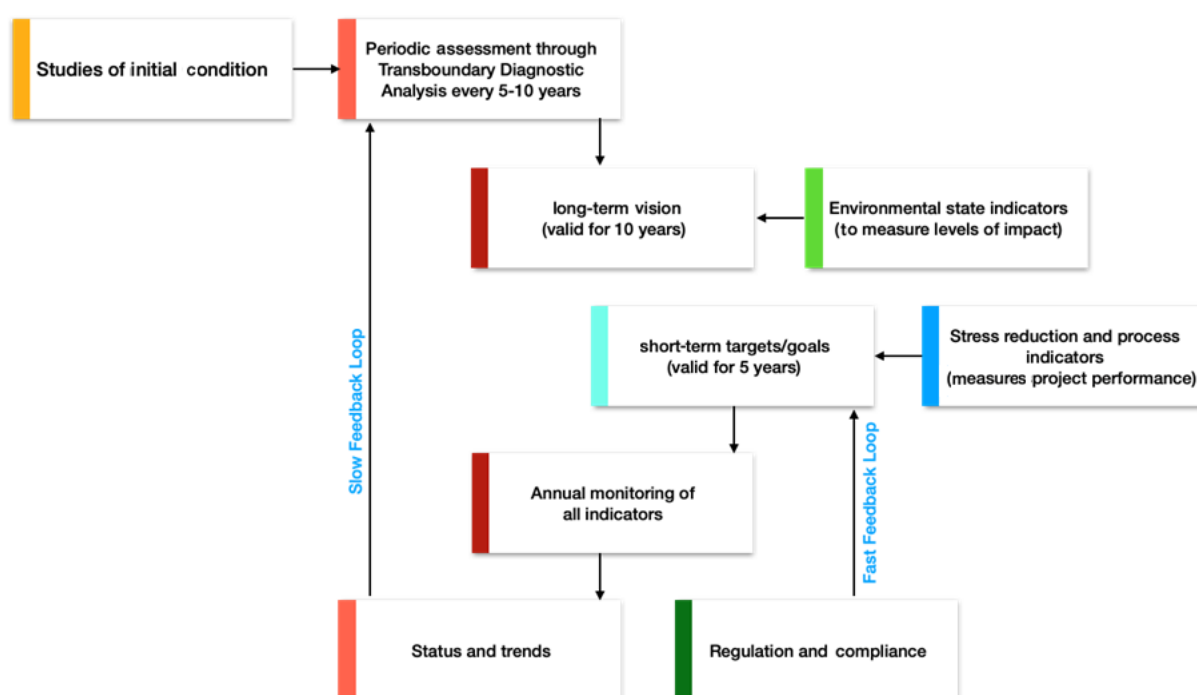 Studies of initial condition
Periodic assessment through
Transboundary Diagnostic
Analysis every 5-10 years
long-term vision
(valid for 10 years)
Environmental state indicators
(to measure levels of impact)
short-term targets/goals
(valid for 5 years)
Stress reduction and process
indicators
(measures project performance)
Slow Feedback Loop
Fast Feedback Loop
Annual monitoring of
all indicators
Status and trends
Regulation and compliance